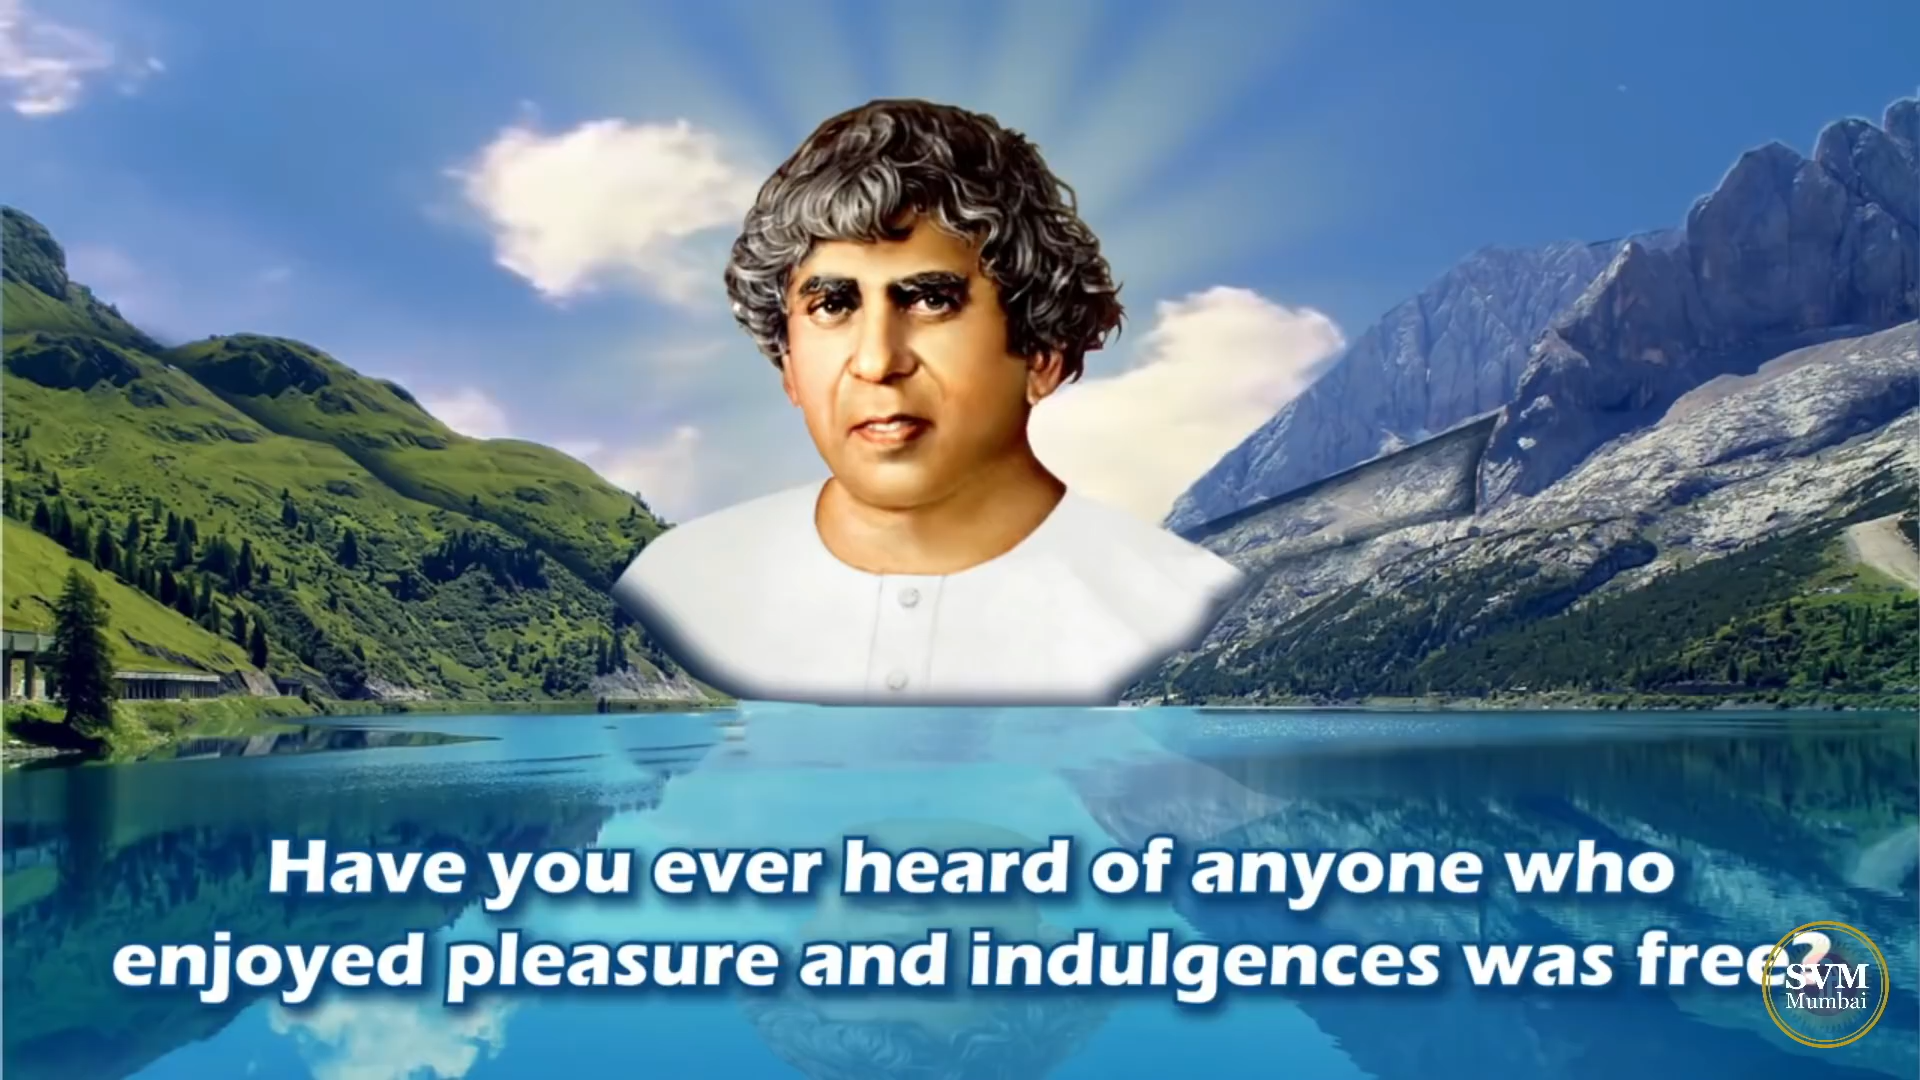 Have you ever heard of anyone who
enjoyed pleasure and indulgences was free?
SVM
Mumbai